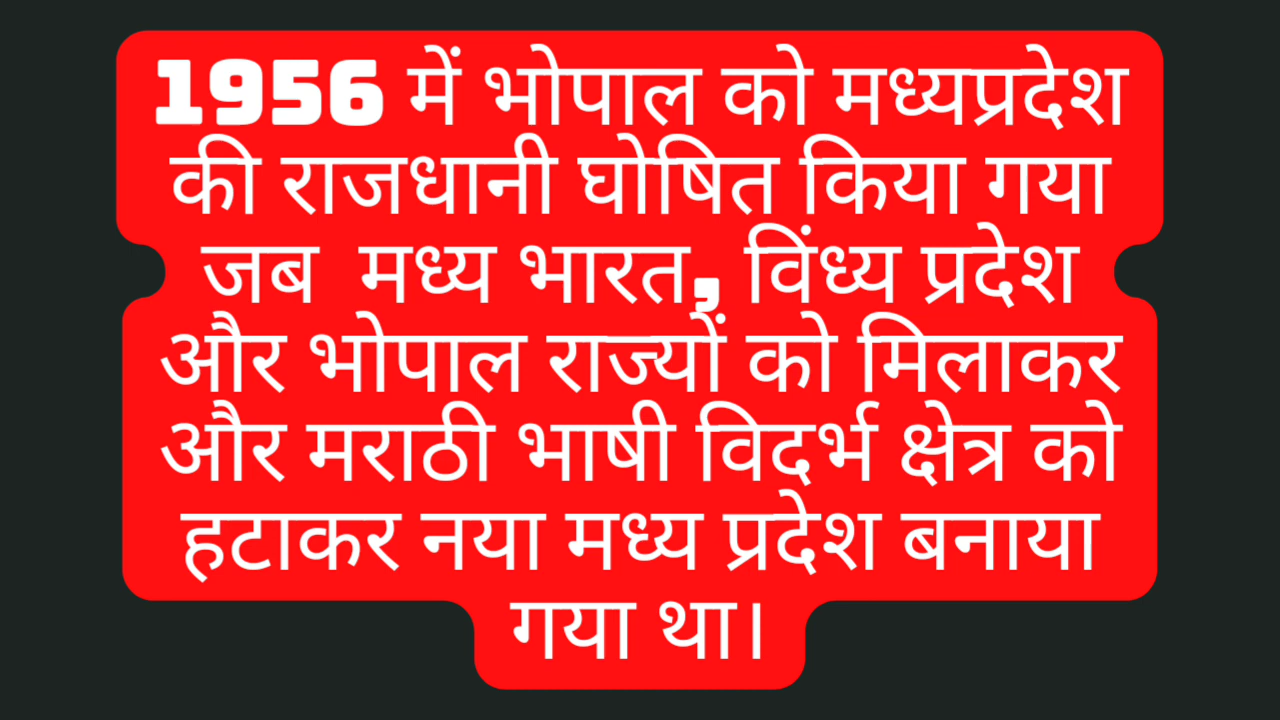 1956 में भोपाल को मध्यप्रदेश
की राजधानी घोषित किया गया
जब  मध्य भारत, विंध्य प्रदेश
और भोपाल राज्यों को मिलाकर
और मराठी भाषी विदर्भ क्षेत्र को
हटाकर नया मध्य प्रदेश बनाया
गया था।